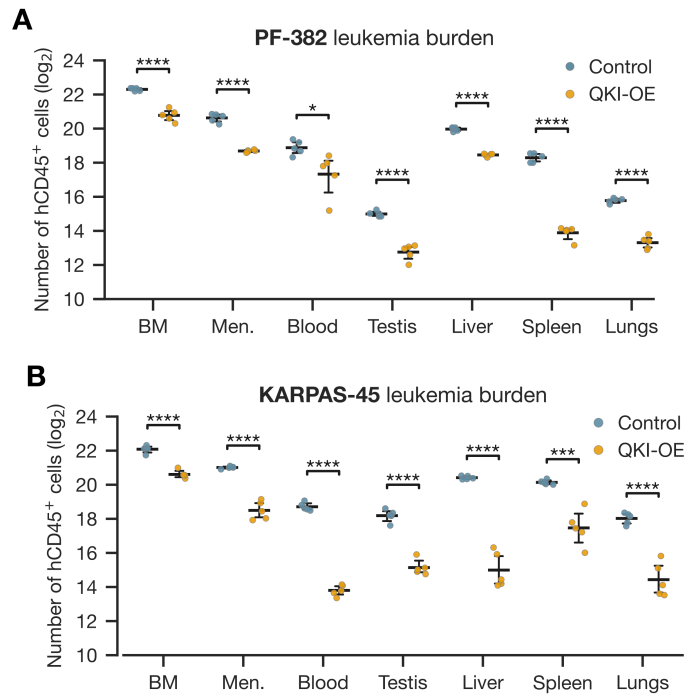 A
PF-382 leukemia burden
Number of hCD45+ cells (log2)
24
22
20
18
16
14
12
10
Control
QKI-OE
****
****
*
****
****
****
****
BM Men. Blood Testis Liver Spleen Lungs
B
KARPAS-45 leukemia burden
Number of hCD45+ cells (log2)
24
22
20
18
16
14
12
10
Control
QKI-OE
****
****
****
****
****
***
****
BM Men. Blood Testis Liver Spleen Lungs